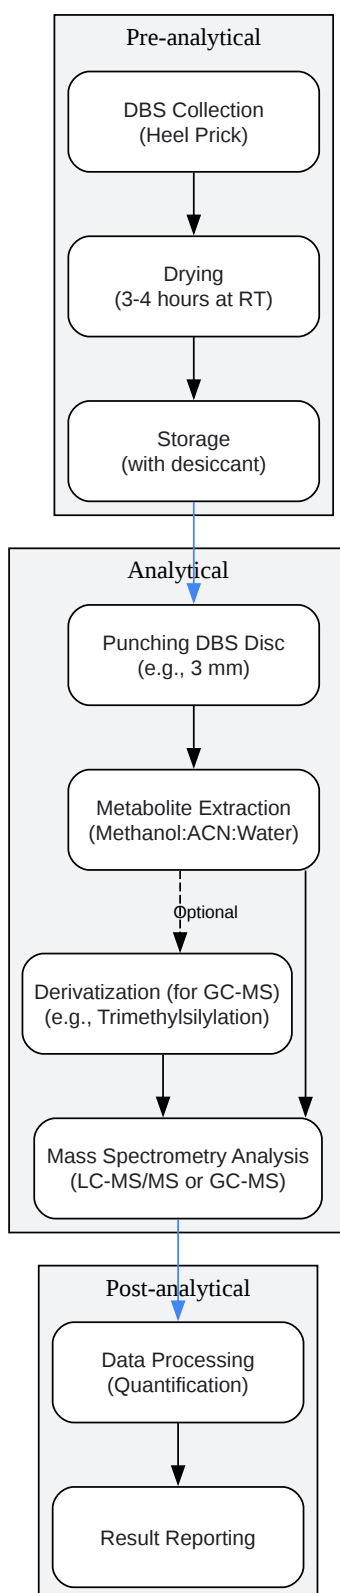 Pre-analytical
DBS Collection
(Heel Prick)
Drying
(3-4 hours at RT)
Storage
(with desiccant)
Analytical
Punching DBS Disc
(e.g., 3 mm)
Metabolite Extraction
(Methanol:ACN:Water)
Optional
Derivatization (for GC-MS)
(e.g., Trimethylsilylation)
Mass Spectrometry Analysis
(LC-MS/MS or GC-MS)
Post-analytical
Data Processing
(Quantification)
Result Reporting